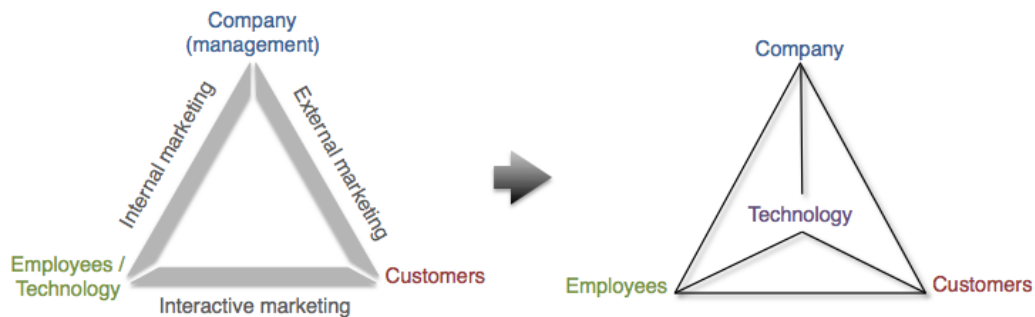 Company
(management)
Internal marketing
External marketing
Employees /
Technology
Customers
Interactive marketing
Company
Technology
Employees
Customers